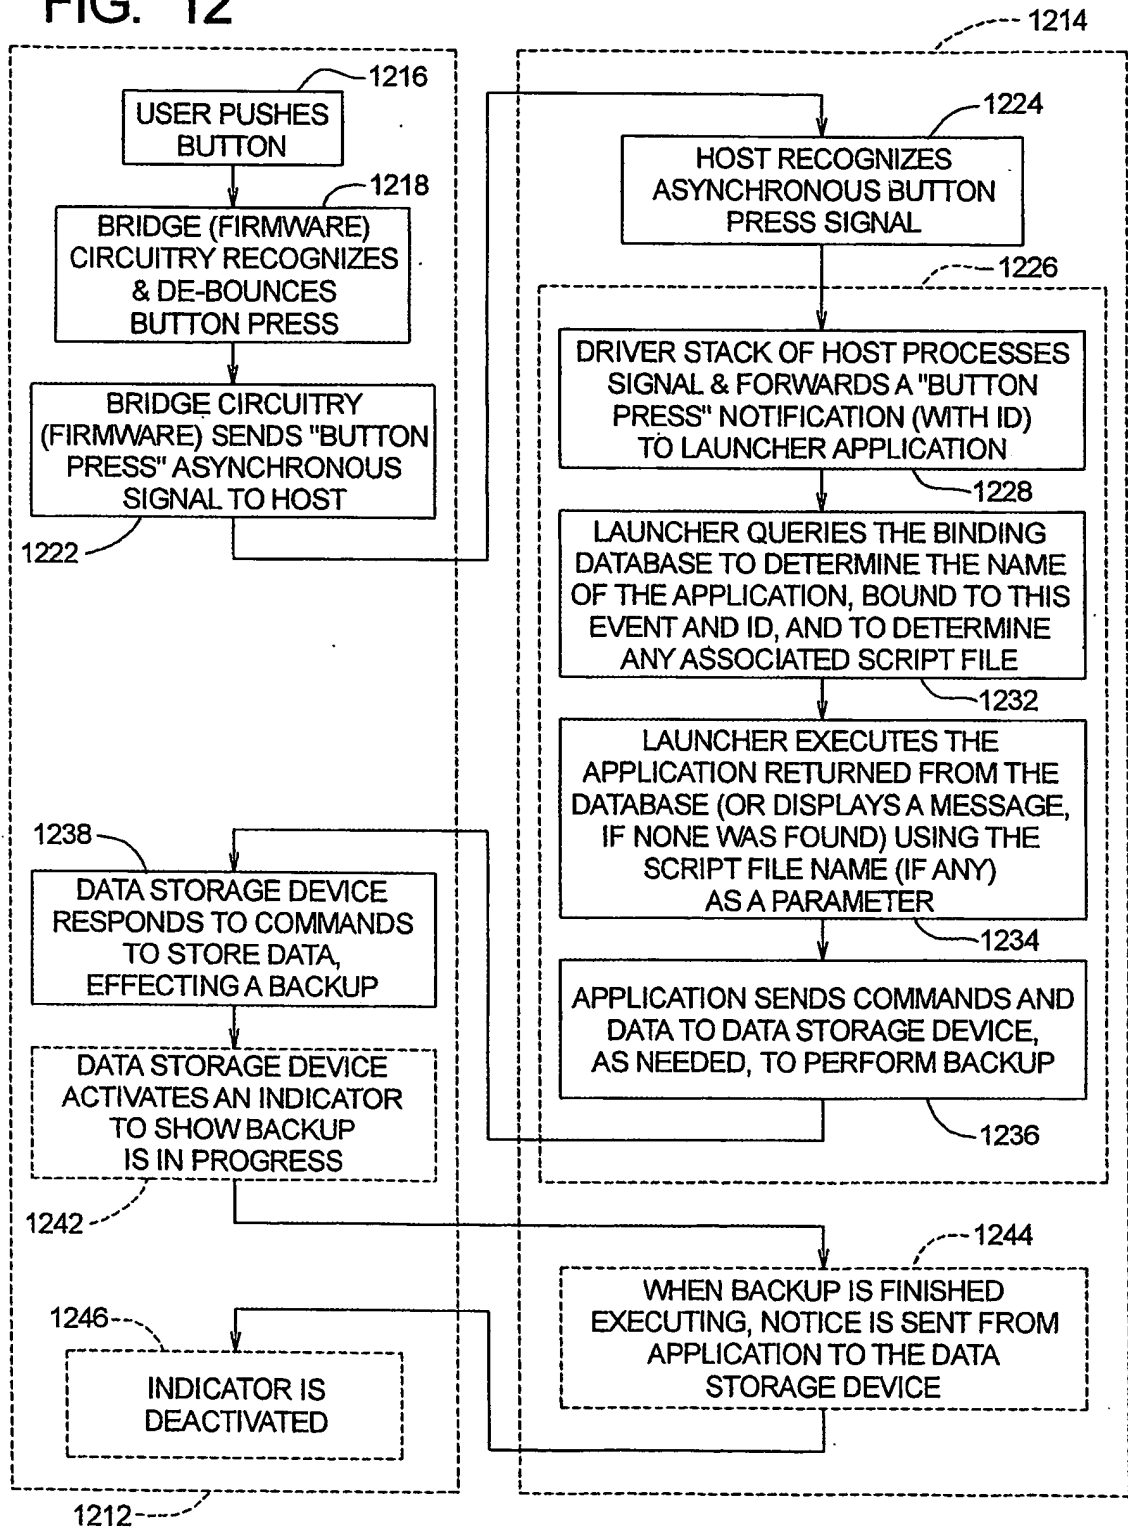 FIG. 12
1214
1216
USER PUSHES
BUTTON
1218
BRIDGE (FIRMWARE)
CIRCUITRY RECOGNIZES
& DE-BOUNCES
BUTTON PRESS
BRIDGE CIRCUITRY
(FIRMWARE) SENDS "BUTTON
PRESS" ASYNCHRONOUS
SIGNAL TO HOST
1222
1224
HOST RECOGNIZES
ASYNCHRONOUS BUTTON
PRESS SIGNAL
1226
DRIVER STACK OF HOST PROCESSES
SIGNAL & FORWARDS A "BUTTON
PRESS" NOTIFICATION (WITH ID)
TO LAUNCHER APPLICATION
1228
LAUNCHER QUERIES THE BINDING
DATABASE TO DETERMINE THE NAME
OF THE APPLICATION, BOUND TO THIS
EVENT AND ID, AND TO DETERMINE
ANY ASSOCIATED SCRIPT FILE
1232
LAUNCHER EXECUTES THE
APPLICATION RETURNED FROM THE
DATABASE (OR DISPLAYS A MESSAGE,
IF NONE WAS FOUND) USING THE
SCRIPT FILE NAME (IF ANY)
AS A PARAMETER
1234
APPLICATION SENDS COMMANDS AND
DATA TO DATA STORAGE DEVICE,
AS NEEDED, TO PERFORM BACKUP
1236
1238
DATA STORAGE DEVICE
RESPONDS TO COMMANDS
TO STORE DATA,
EFFECTING A BACKUP
DATA STORAGE DEVICE
ACTIVATES AN INDICATOR
TO SHOW BACKUP
IS IN PROGRESS
1242
1244
WHEN BACKUP IS FINISHED
EXECUTING, NOTICE IS SENT FROM
APPLICATION TO THE DATA
STORAGE DEVICE
1246
INDICATOR IS
DEACTIVATED
1212